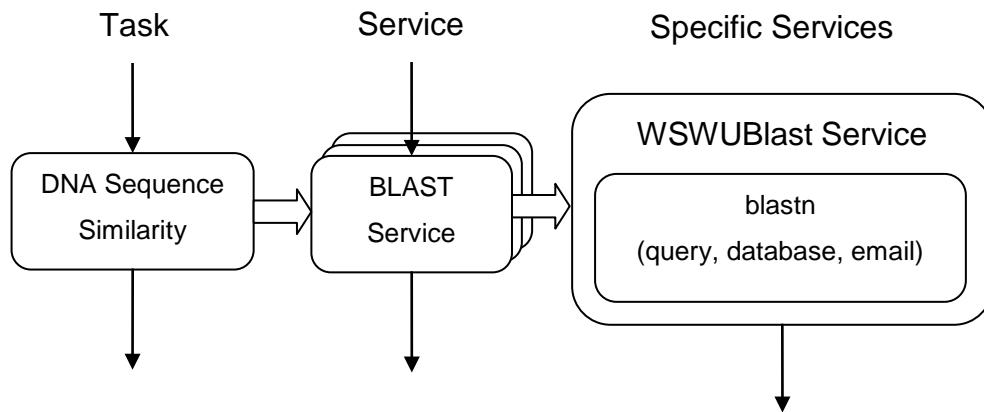 Task
Service
Specific Services
DNA Sequence
Similarity
BLAST
Service
WSWUBlast Service
blastn
(query, database, email)